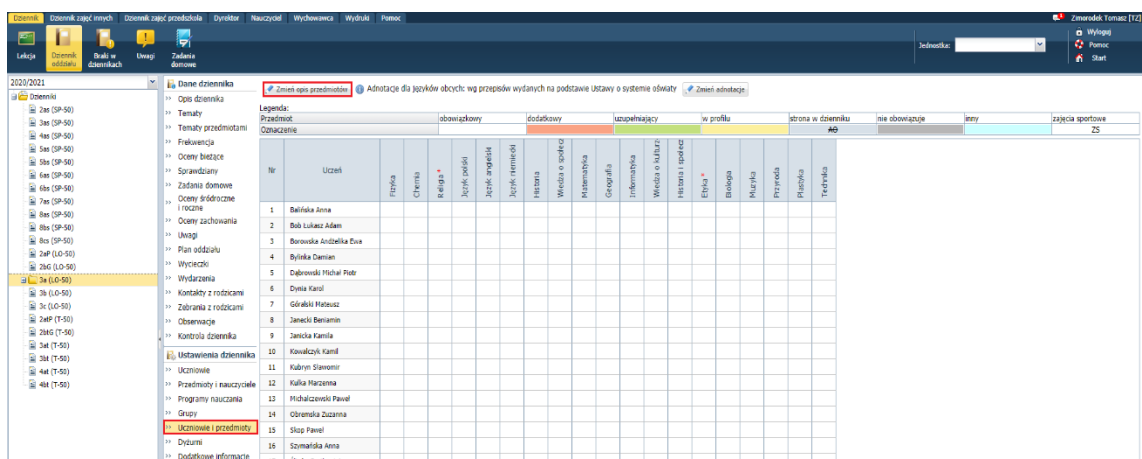 Dziennik Dziennik zajęć innych Dziennik zajęć przedszkola Dyrektor Nauczyciel Wychowawca Wydruki Pomoc Zimorodek Tomasz [TZ]
Lekcja
Dziennik oddziału
Braki w dziennikach
Uwagi
Zadania domowe
Jednostka:
Wyloguj
Pomoc
Start
2020/2021
Dzienniki
2as (SP-50)
3as (SP-50)
4as (SP-50)
5as (SP-50)
5bs (SP-50)
6as (SP-50)
6bs (SP-50)
7as (SP-50)
8as (SP-50)
8bs (SP-50)
8cs (SP-50)
2aP (LO-50)
2bG (LO-50)
3a (LO-50)
3b (LO-50)
3c (LO-50)
2atP (T-50)
2btG (T-50)
3at (T-50)
3bt (T-50)
4at (T-50)
4bt (T-50)
Dane dziennika
Opis dziennika
Tematy
Tematy przedmiotami
Frekwencja
Oceny bieżące
Sprawdziany
Zadania domowe
Oceny śródroczne
i roczne
Oceny zachowania
Uwagi
Plan oddziału
Wycieczki
Wydarzenia
Kontakty z rodzicami
Zebrania z rodzicami
Obserwacje
Kontrola dziennika
Ustawienia dziennika
Uczniowie
Przedmioty i nauczyciele
Programy nauczania
Grupy
Uczniowie i przedmioty
Dyżurni
Dodatkowe informacje
Zmień opis przedmiotów Adnotacje dla języków obcych: wg przepisów wydanych na podstawie Ustawy o systemie oświaty Zmień adnotacje
Legenda:
Przedmiot obowiązkowy dodatkowy uzupełniający w profilu strona w dzienniku nie obowiązuje inny zajęcia sportowe
Oznaczenie AO ZS
Nr Uczeń Fizyka Chemia Religia * Język polski Język angielski Język niemiecki Historia Wiedza o społecz Matematyka Geografia Informatyka Wiedza o kultura Historia i społecz Etyka * Biologia Muzyka Przyroda Plastyka Technika
1 Balińska Anna
2 Bob Łukasz Adam
3 Borowska Andżelika Ewa
4 Bylinka Damian
5 Dąbrowski Michał Piotr
6 Dynia Karol
7 Góralski Mateusz
8 Janecki Beniamin
9 Janicka Kamila
10 Kowalczyk Kamil
11 Kubryn Sławomir
12 Kulka Marzenna
13 Michalczewski Paweł
14 Obremska Zuzanna
15 Skop Paweł
16 Szymańska Anna